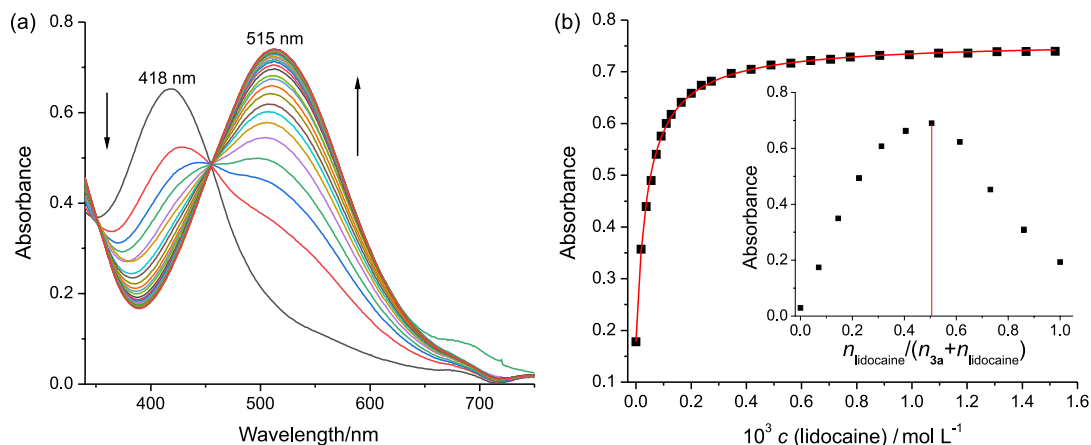 (a)
0.8
0.6
0.4
0.2
0.0
Absorbance
418 nm
515 nm
400
500
600
700
Wavelength/nm
(b)
0.8
0.7
0.6
0.5
0.4
0.3
0.2
0.1
Absorbance
0.0 0.2 0.4 0.6 0.8 1.0 1.2 1.4 1.6
10³ c (lidocaine) / mol L⁻¹
0.8
0.6
0.4
0.2
0.0
Absorbance
0.0 0.2 0.4 0.6 0.8 1.0
nlidocaine/(n3a+nlidocaine)